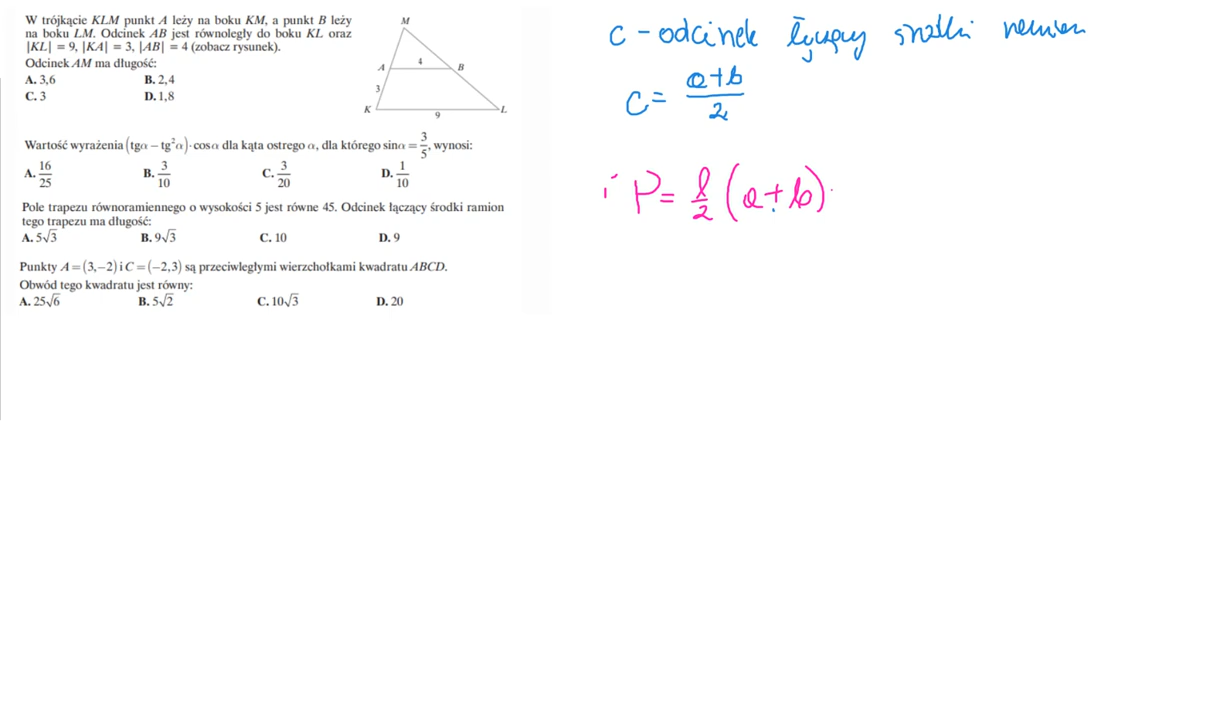 W trójkącie KLM punkt A leży na boku KM, a punkt B leży
na boku LM. Odcinek AB jest równoległy do boku KL oraz
|KL| = 9, |KA| = 3, |AB| = 4 (zobacz rysunek).
Odcinek AM ma długość:
A. 3,6 B. 2,4
C. 3 D. 1,8
M
A 4 B
3
K 9 L
Wartość wyrażenia (tgα − tg²α)·cosα dla kąta ostrego α, dla którego sinα = 3/5, wynosi:
A. 16/25 B. 3/10 C. 3/20 D. 1/10
Pole trapezu równoramiennego o wysokości 5 jest równe 45. Odcinek łączący środki ramion
tego trapezu ma długość:
A. 5√3 B. 9√3 C. 10 D. 9
Punkty A = (3,−2) i C = (−2,3) są przeciwległymi wierzchołkami kwadratu ABCD.
Obwód tego kwadratu jest równy:
A. 25√6 B. 5√2 C. 10√3 D. 20
c - odcinek łączący środki ramion
c = a+b/2
i P = h/2 (a+b)